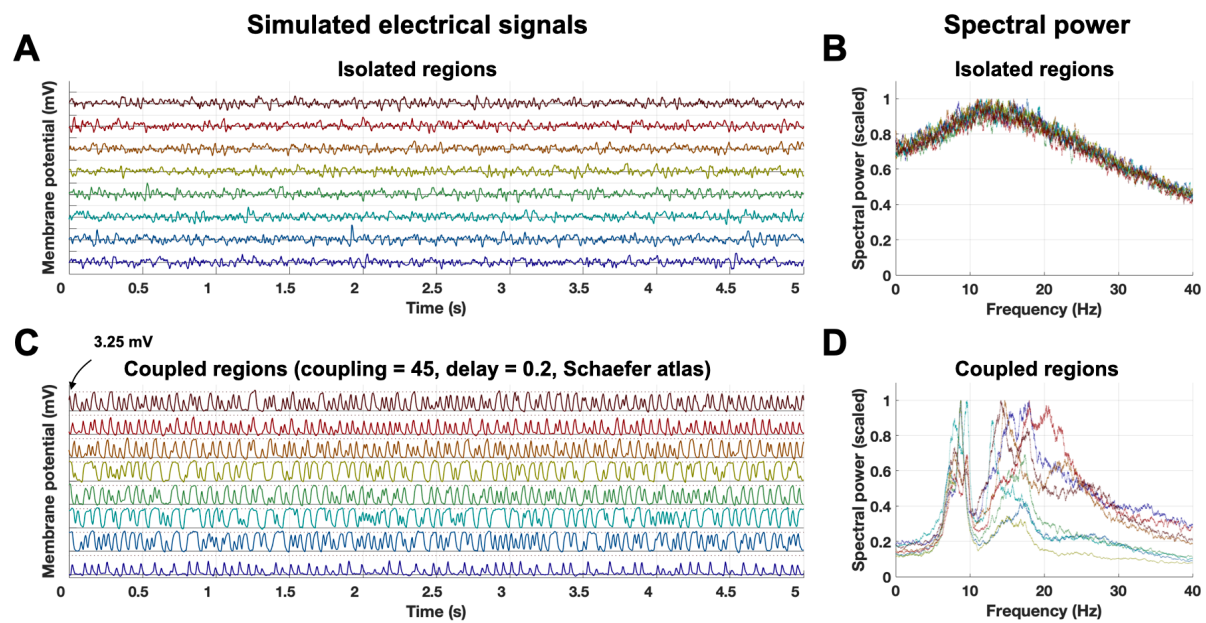 Simulated electrical signals
Spectral power
A
Isolated regions
Membrane potential (mV)
0 0.5 1 1.5 2 2.5 3 3.5 4 4.5 5
Time (s)
B
Isolated regions
Spectral power (scaled)
1
0.8
0.6
0.4
0.2
0
0 10 20 30 40
Frequency (Hz)
C
3.25 mV
Coupled regions (coupling = 45, delay = 0.2, Schaefer atlas)
Membrane potential (mV)
0 0.5 1 1.5 2 2.5 3 3.5 4 4.5 5
Time (s)
D
Coupled regions
Spectral power (scaled)
1
0.8
0.6
0.4
0.2
0
0 10 20 30 40
Frequency (Hz)